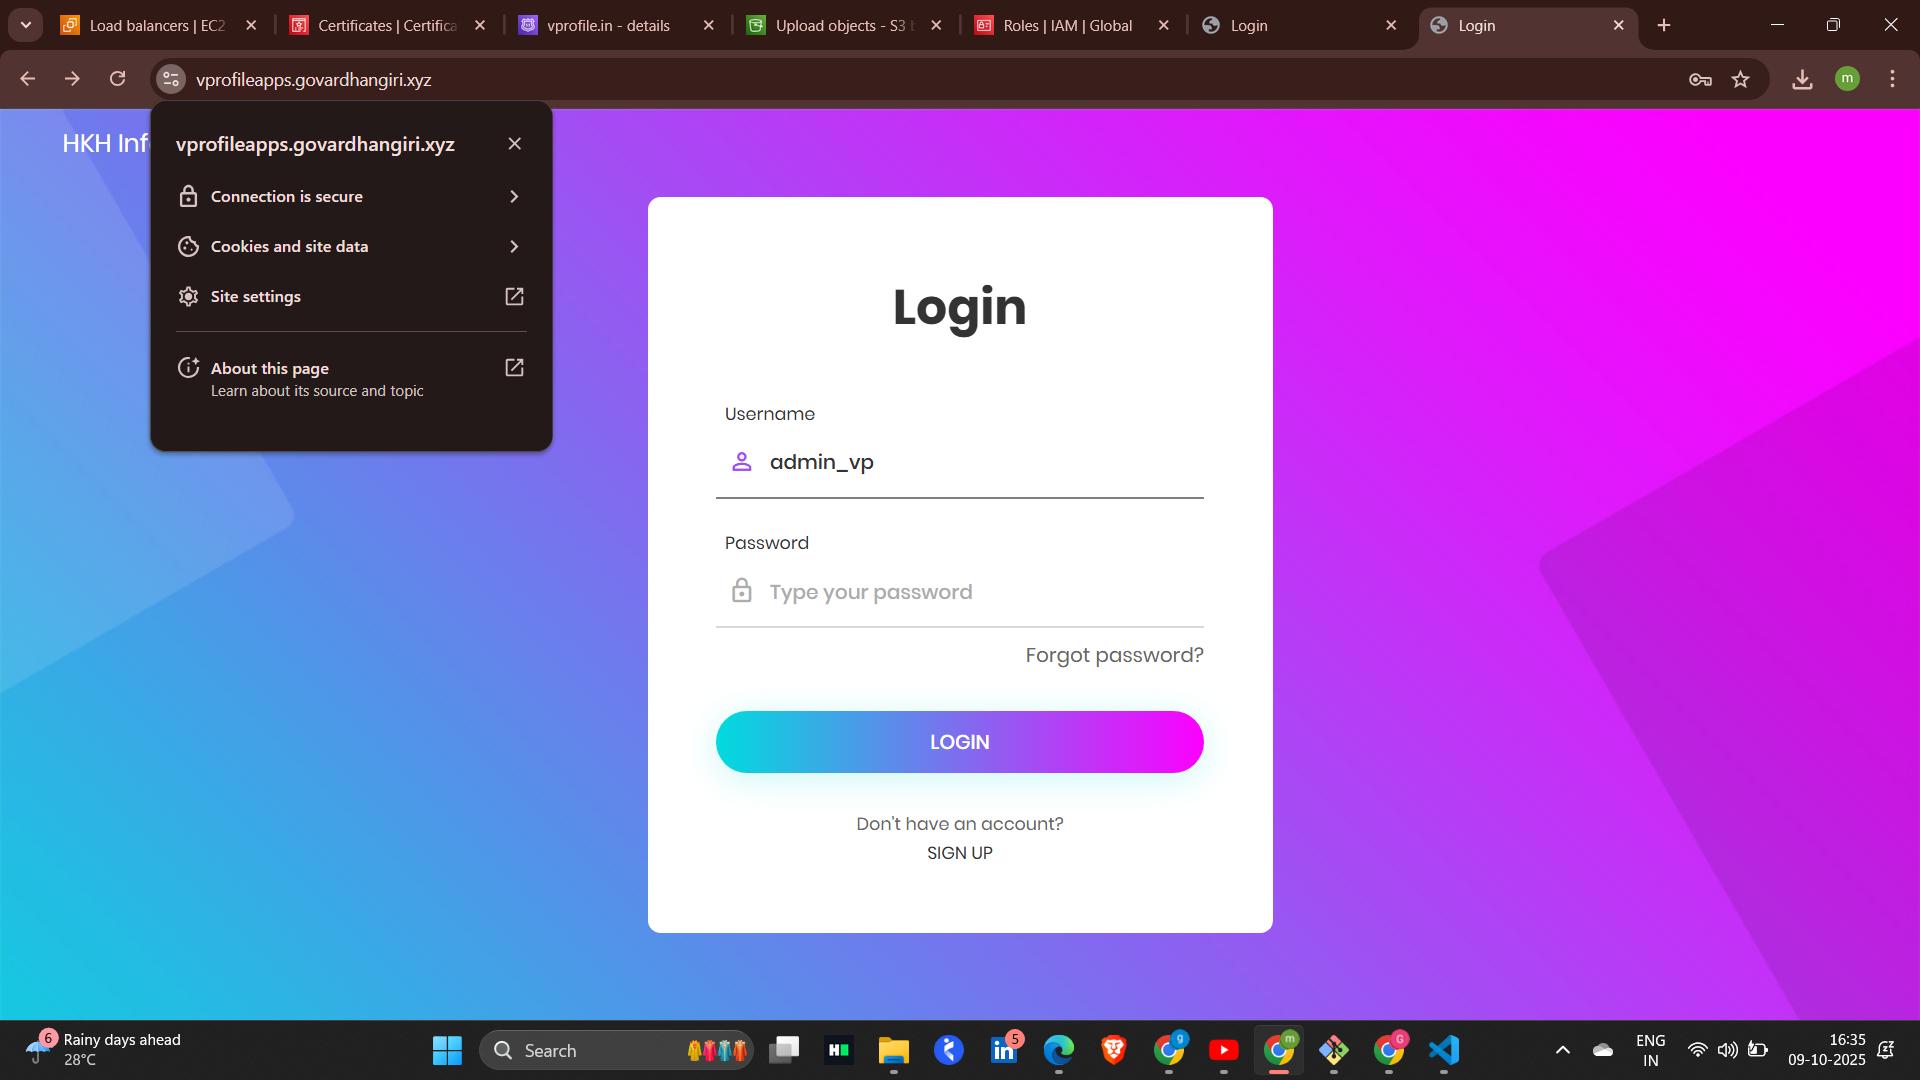 Load balancers | EC2
Certificates | Certifica
vprofile.in - details
Upload objects - S3 b
Roles | IAM | Global
Login
Login
vprofileapps.govardhangiri.xyz
m
HKH Inf
vprofileapps.govardhangiri.xyz
Connection is secure
Cookies and site data
Site settings
About this page
Learn about its source and topic
Login
Username
admin_vp
Password
Type your password
Forgot password?
LOGIN
Don't have an account?
SIGN UP
6
Rainy days ahead
28°C
Search
H
5
g
m
G
ENG
IN
16:35
09-10-2025